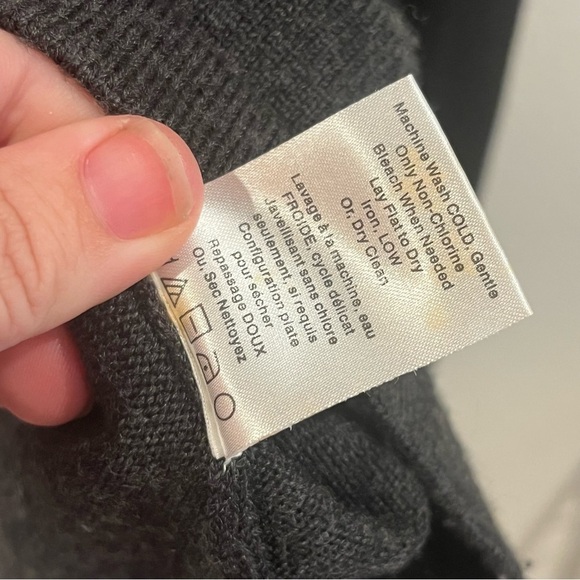 Machine Wash COLD Gentle
Only Non-Chlorine
Bleach When Needed
Lay Flat to Dry
Iron, LOW
Or, Dry Clean
Lavage à la machine, eau
FROIDE, cycle délicat
Javellisant sans chlore
seulement, si requis
Configuration, plate
pour sécher
Repassage DOUX
Ou, Sec Nettoyez